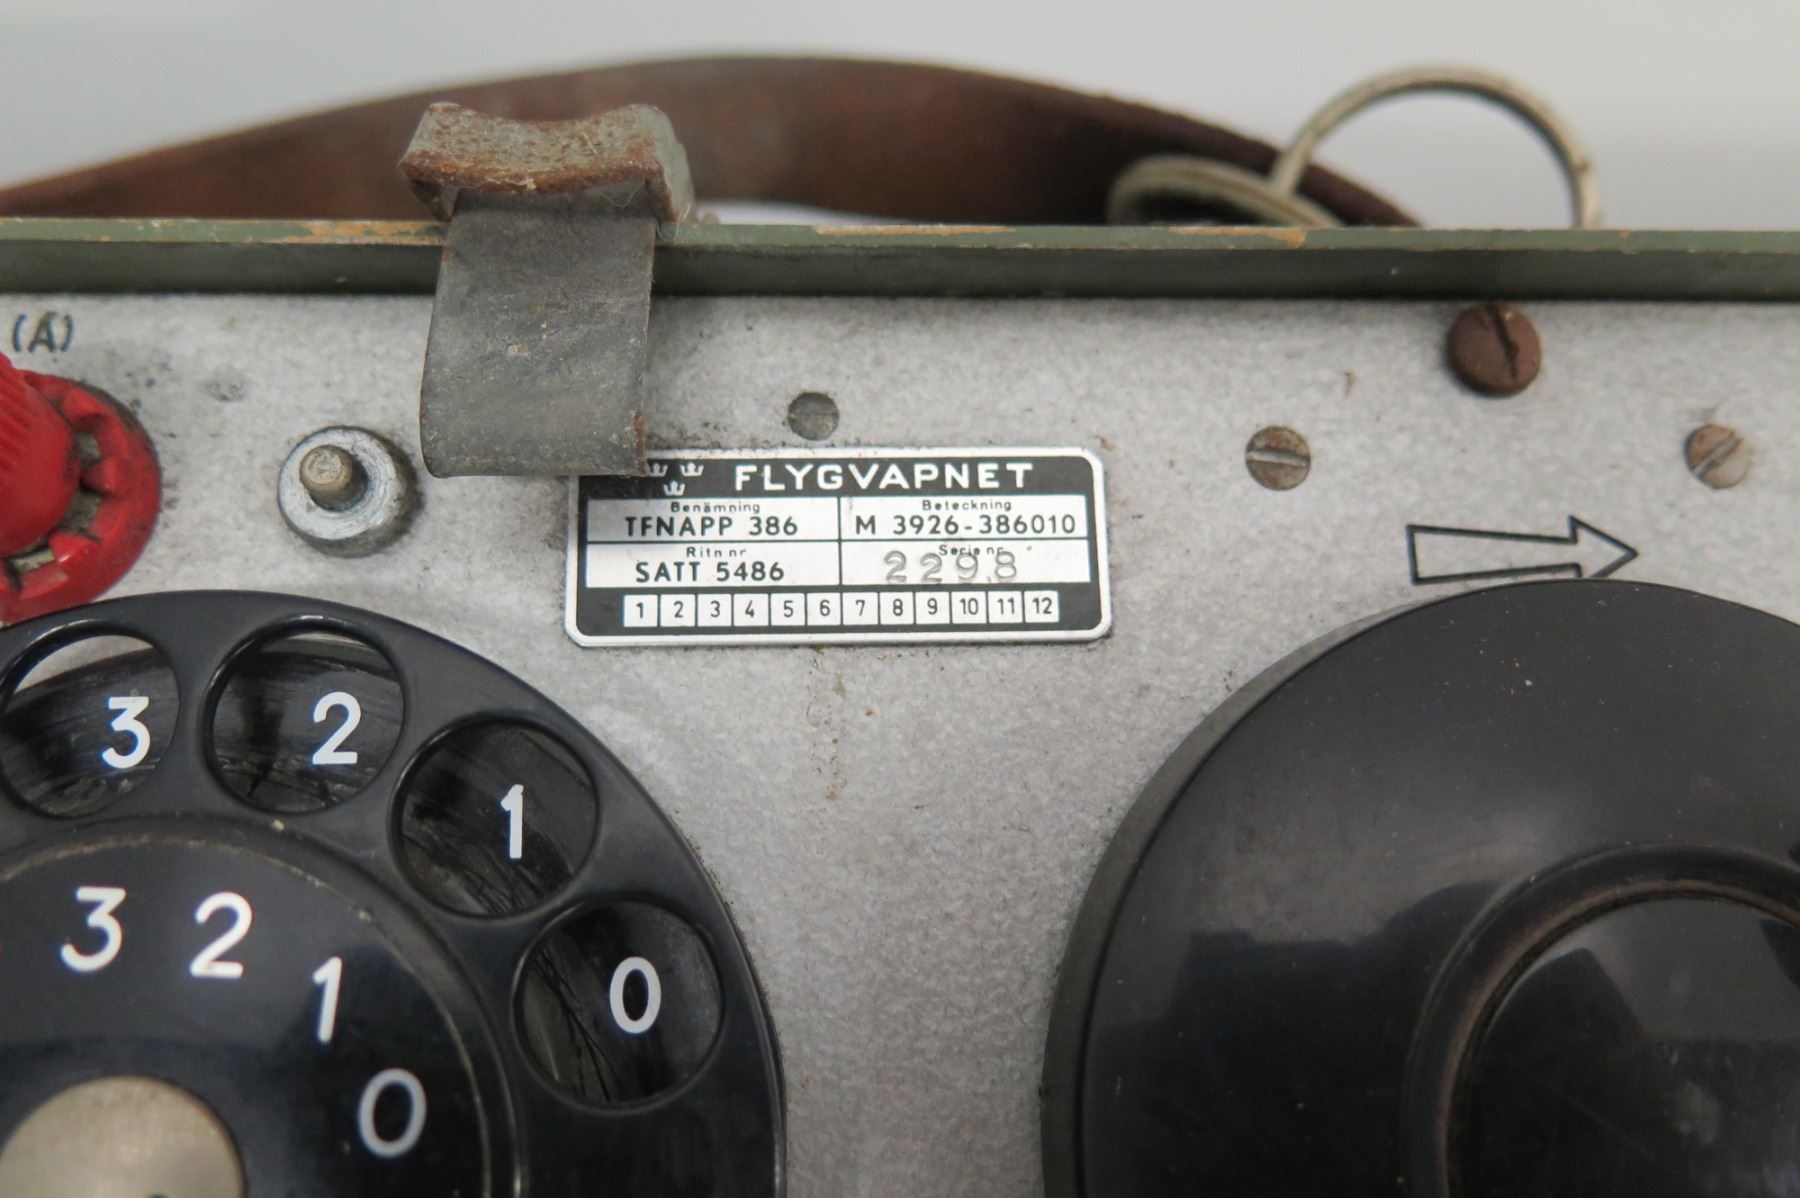 (A)
FLYGVAPNET
Benämning Beteckning
TFNAPP 386 M 3926-386010
Ritn nr Serie nr
SATT 5486 2298
1 2 3 4 5 6 7 8 9 10 11 12
3 2 1 0
3 2 1 0